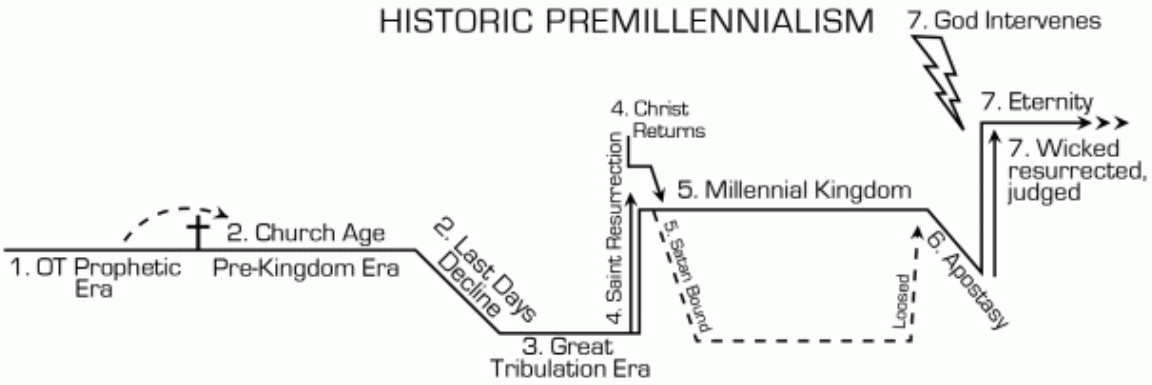 HISTORIC PREMILLENNIALISM
7. God Intervenes
4. Christ
Returns
7. Eternity
7. Wicked
resurrected,
judged
4. Saint Resurrection
5. Millennial Kingdom
2. Church Age
1. OT Prophetic
Era
Pre-Kingdom Era
2. Last Days
Decline
5. Satan Bound
Loosed
6. Apostasy
3. Great
Tribulation Era